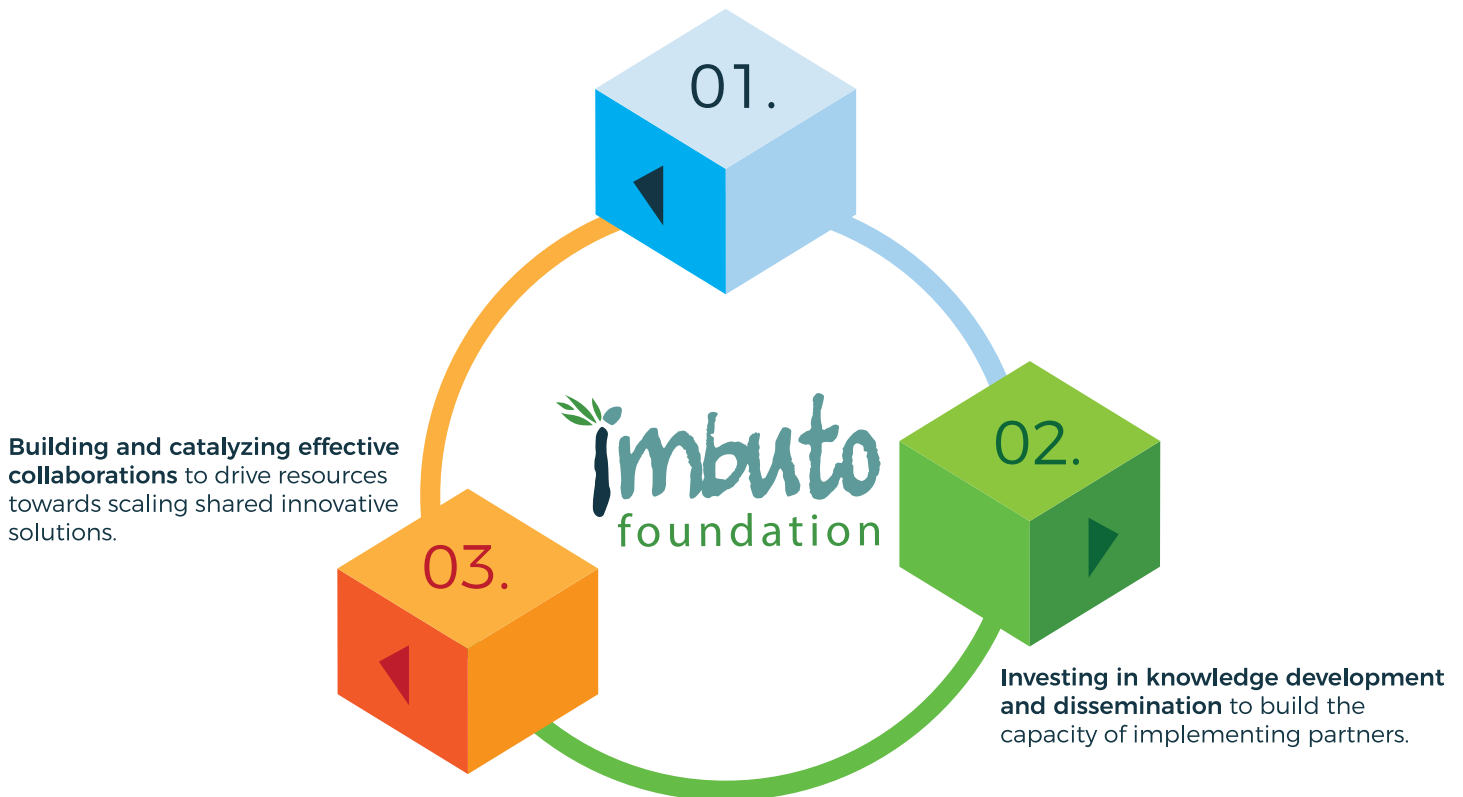 01.
02.
imbuto
foundation
Building and catalyzing effective
collaborations to drive resources
towards scaling shared innovative
solutions.
03.
Investing in knowledge development
and dissemination to build the
capacity of implementing partners.